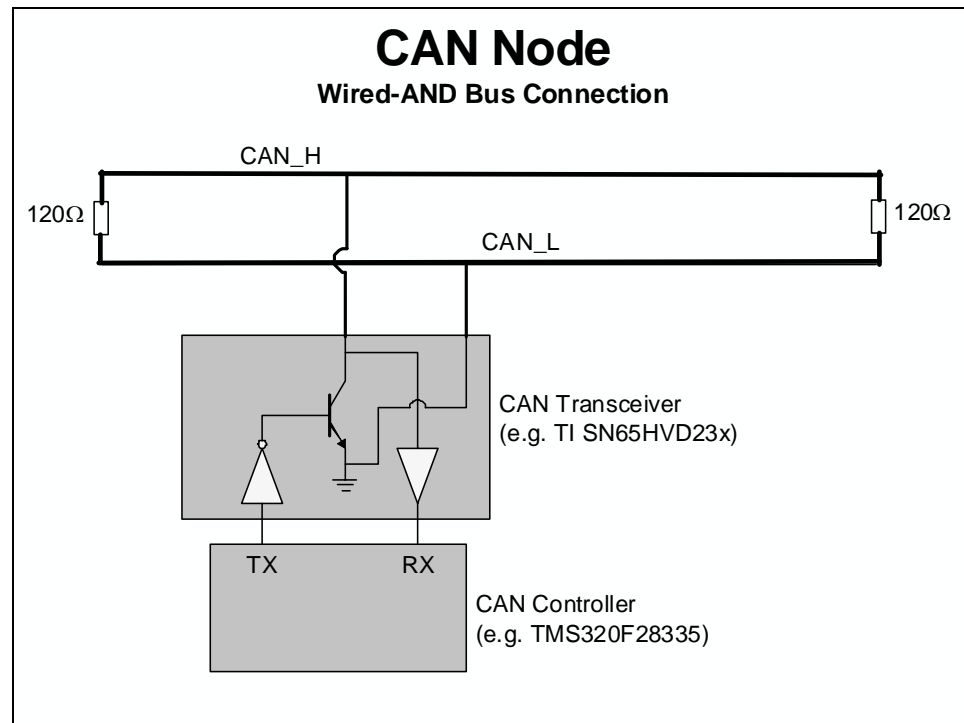 CAN Node
Wired-AND Bus Connection
CAN_H
120Ω
120Ω
CAN_L
CAN Transceiver
(e.g. TI SN65HVD23x)
TX
RX
CAN Controller
(e.g. TMS320F28335)